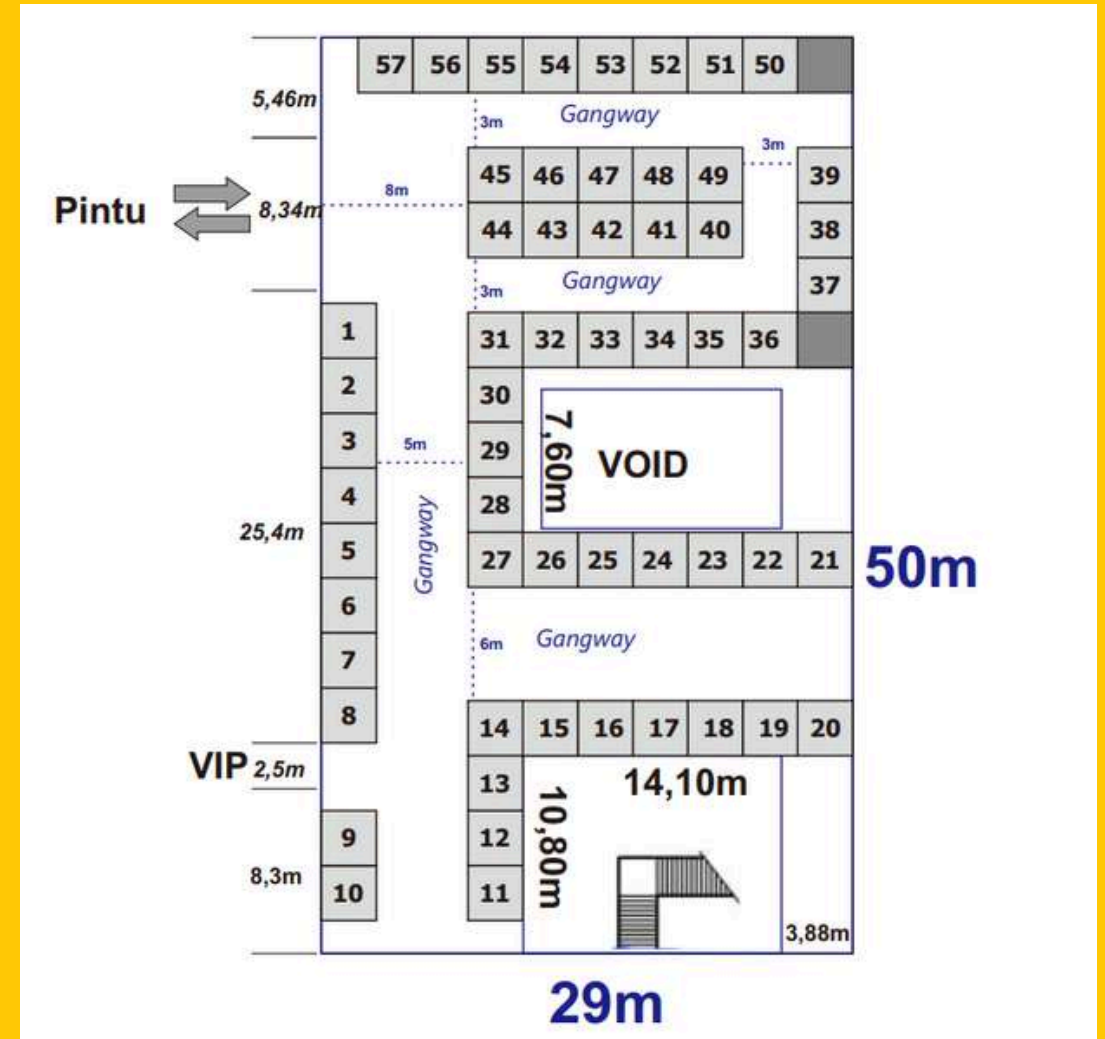 57 56 55 54 53 52 51 50
5,46m
Gangway
3m
3m
45 46 47 48 49
39
Pintu
8m
8,34m
44 43 42 41 40
38
Gangway
3m
37
1
31 32 33 34 35 36
2
30
3
5m
29
7,60m
VOID
4
28
25,4m
Gangway
5
27 26 25 24 23 22 21
50m
6
6m
Gangway
7
8
14 15 16 17 18 19 20
VIP 2,5m
13
14,10m
10,80m
9
12
8,3m
10
11
3,88m
29m